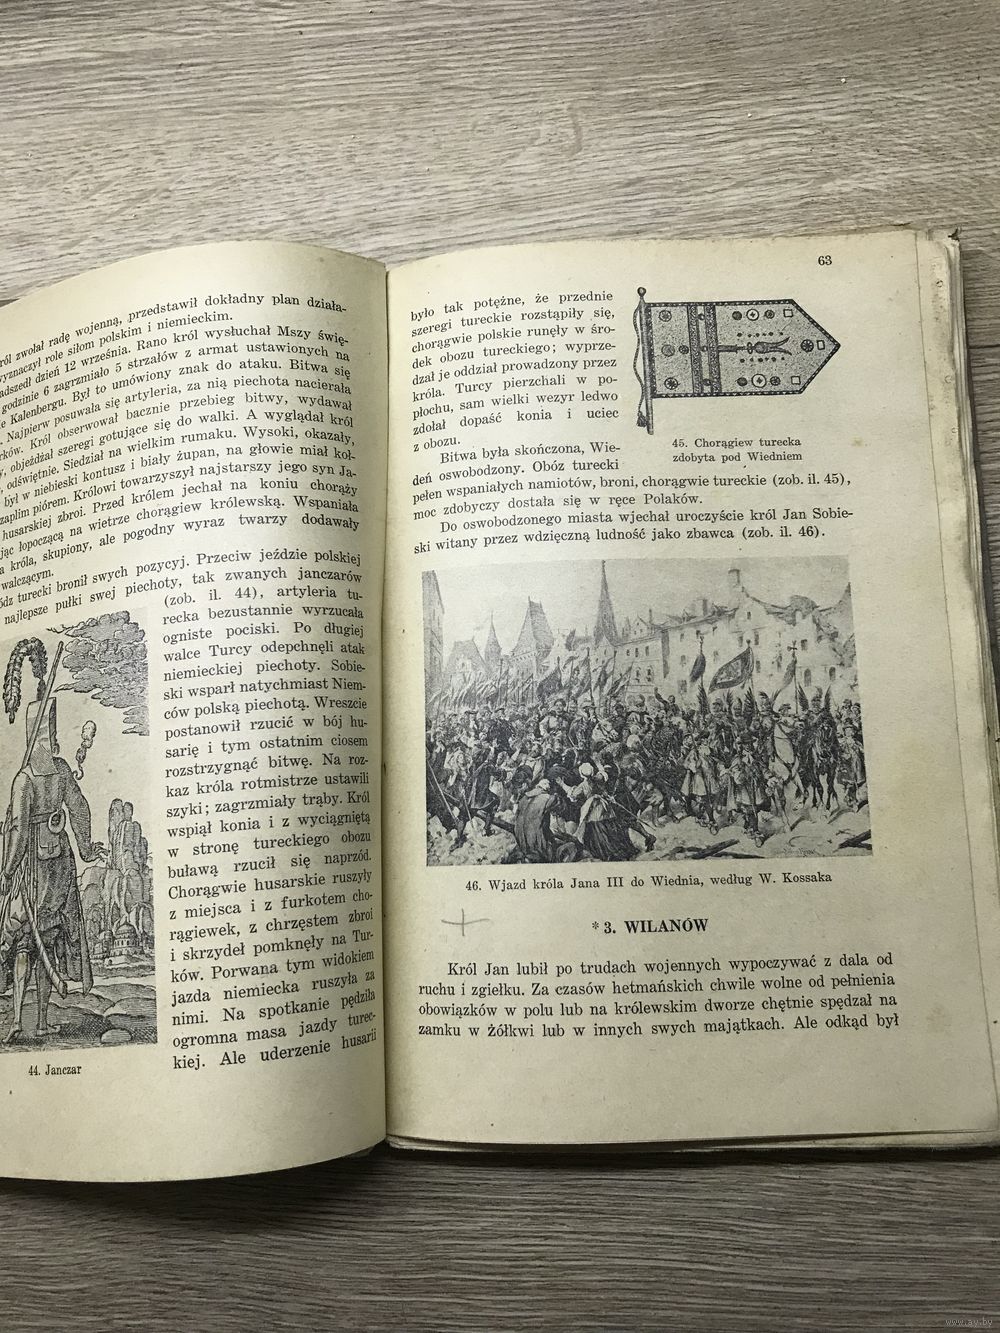 ról zwołał radę wojenną, przedstawił dokładny plan działa-
wyznaczył role siłom polskim i niemieckim.
adszedł dzień 12 września. Rano król wysłuchał Mszy świę-
godzinie 6 zagrzmiało 5 strzałów z armat ustawionych na
e Kalenbergu. Był to umówiony znak do ataku. Bitwa się
Najpierw posuwała się artyleria, za nią piechota nacierała
rków. Król obserwował bacznie przebieg bitwy, wydawał
y, objeżdżał szeregi gotujące się do walki. A wyglądał król
odświętnie. Siedział na wielkim rumaku. Wysoki, okazały,
był w niebieski kontusz i biały żupan, na głowie miał koł-
zaplim piórem. Królowi towarzyszył najstarszy jego syn Ja-
husarskiej zbroi. Przed królem jechał na koniu chorąży
jąc łopoczącą na wietrze chorągiew królewską. Wspaniała
a króla, skupiony, ale pogodny wyraz twarzy dodawały
walczącym.
ódz turecki bronił swych pozycyj. Przeciw jeździe polskiej
najlepsze pułki swej piechoty, tak zwanych janczarów
(zob. il. 44), artyleria tu-
recka bezustannie wyrzucała
ogniste pociski. Po długiej
walce Turcy odepchnęli atak
niemieckiej piechoty. Sobie-
ski wsparł natychmiast Niem-
ców polską piechotą. Wreszcie
postanowił rzucić w bój hu-
sarię i tym ostatnim ciosem
rozstrzygnąć bitwę. Na roz-
kaz króla rotmistrze ustawili
szyki; zagrzmiały trąby. Król
wspiął konia i z wyciągniętą
w stronę tureckiego obozu
buławą rzucił się naprzód.
Chorągwie husarskie ruszyły
z miejsca i z furkotem cho-
rągiewek, z chrzęstem zbroi
i skrzydeł pomknęły na Tur-
ków. Porwana tym widokiem
jazda niemiecka ruszyła za
nimi. Na spotkanie pędziła
ogromna masa jazdy turec-
kiej. Ale uderzenie husarii
44. Janczar
63
było tak potężne, że przednie
szeregi tureckie rozstąpiły się,
chorągwie polskie runęły w śro-
dek obozu tureckiego; wyprze-
dzał je oddział prowadzony przez
króla. Turcy pierzchali w po-
płochu, sam wielki wezyr ledwo
zdołał dopaść konia i uciec
z obozu.
Bitwa była skończona, Wie-
deń oswobodzony. Obóz turecki
pełen wspaniałych namiotów, broni, chorągwie tureckie (zob. il. 45),
moc zdobyczy dostała się w ręce Polaków.
Do oswobodzonego miasta wjechał uroczyście król Jan Sobie-
ski witany przez wdzięczną ludność jako zbawca (zob. il. 46).
45. Chorągiew turecka
zdobyta pod Wiedniem
46. Wjazd króla Jana III do Wiednia, według W. Kossaka
* 3. WILANÓW
Król Jan lubił po trudach wojennych wypoczywać z dala od
ruchu i zgiełku. Za czasów hetmańskich chwile wolne od pełnienia
obowiązków w polu lub na królewskim dworze chętnie spędzał na
zamku w Żółkwi lub w innych swych majątkach. Ale odkąd był
www.ay.by